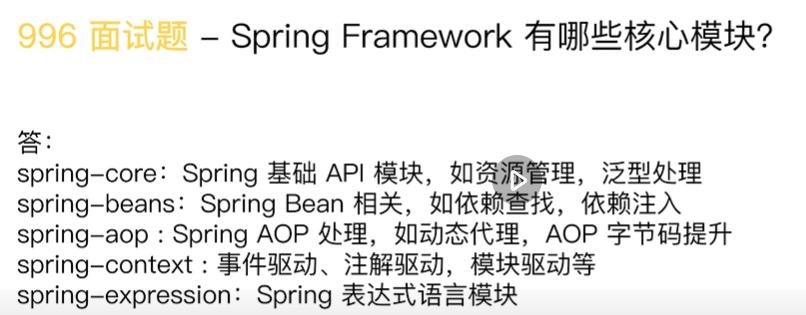 996 面试题 – Spring Framework 有哪些核心模块?
答：
spring–core：Spring 基础 API 模块，如资源管理，泛型处理
spring–beans：Spring Bean 相关，如依赖查找，依赖注入
spring–aop : Spring AOP 处理，如动态代理，AOP 字节码提升
spring–context : 事件驱动、注解驱动，模块驱动等
spring–expression：Spring 表达式语言模块